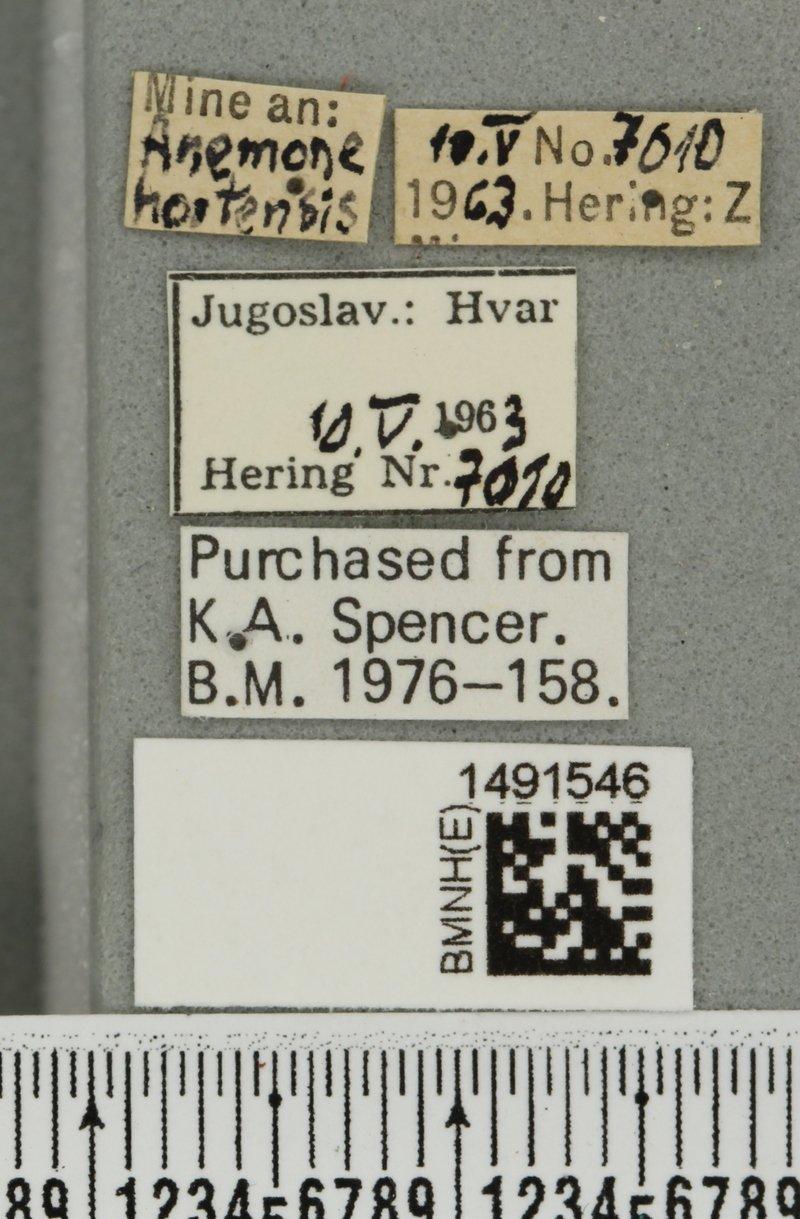 Mine an:
Anemone
hortensis
10.V No.7010
1963. Hering: Z
Jugoslav.: Hvar
10.V.1963
Hering Nr.7010
Purchased from
K.A. Spencer.
B.M. 1976–158.
1491546
BMNH(E)
89 123456789 123456789